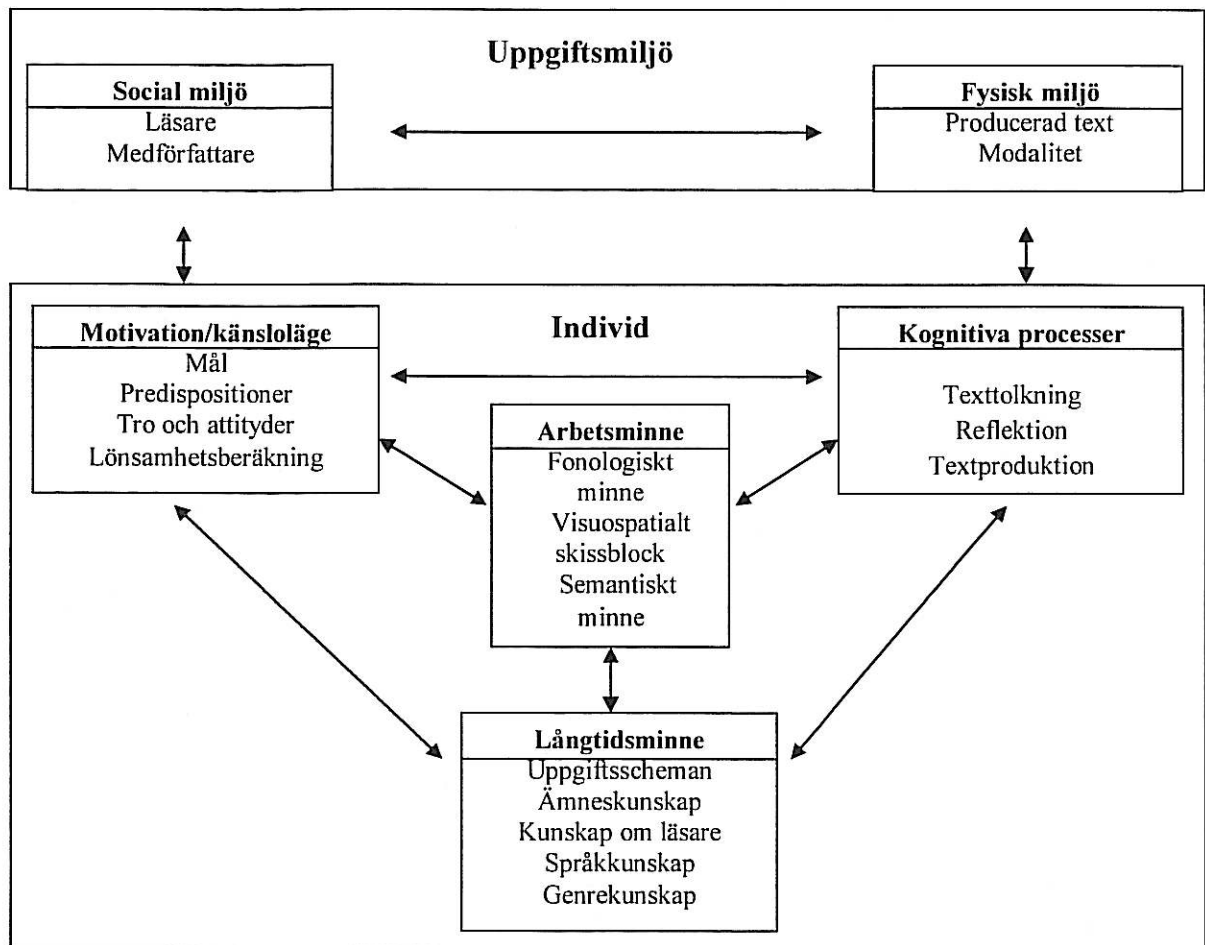 Uppgiftsmiljö
Social miljö
Läsare
Medförfattare
Fysisk miljö
Producerad text
Modalitet
Individ
Motivation/känsloläge
Mål
Predispositioner
Tro och attityder
Lönsamhetsberäkning
Kognitiva processer
Texttolkning
Reflektion
Textproduktion
Arbetsminne
Fonologiskt
minne
Visuospatialt
skissblock
Semantiskt
minne
Långtidsminne
Uppgiftsscheman
Ämneskunskap
Kunskap om läsare
Språkkunskap
Genrekunskap